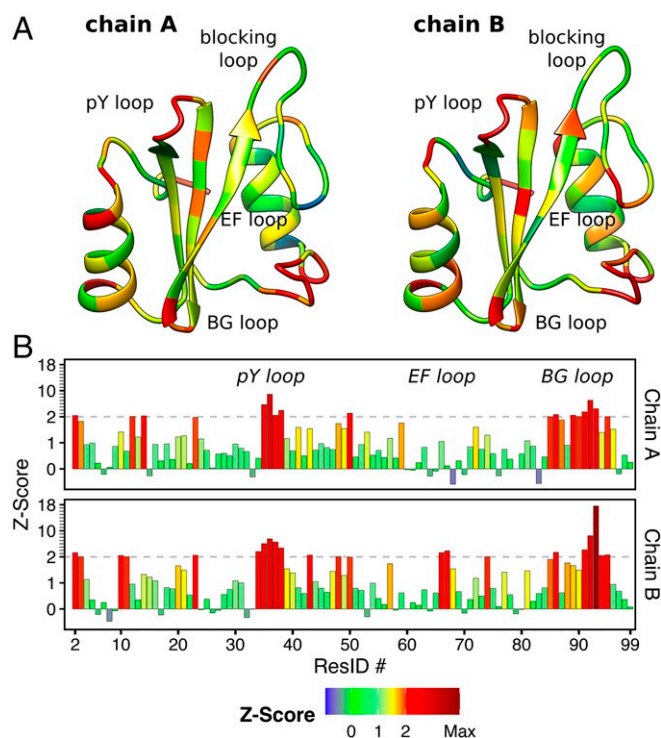 A
chain A
chain B
blocking
loop
blocking
loop
pY loop
pY loop
EF loop
EF loop
BG loop
BG loop
B
pY loop
EF loop
BG loop
18
10
2
1
0
Chain A
18
10
2
1
0
Chain B
Z-Score
2
10
20
30
40
50
60
70
80
90
99
ResID #
Z-Score
0
1
2
Max